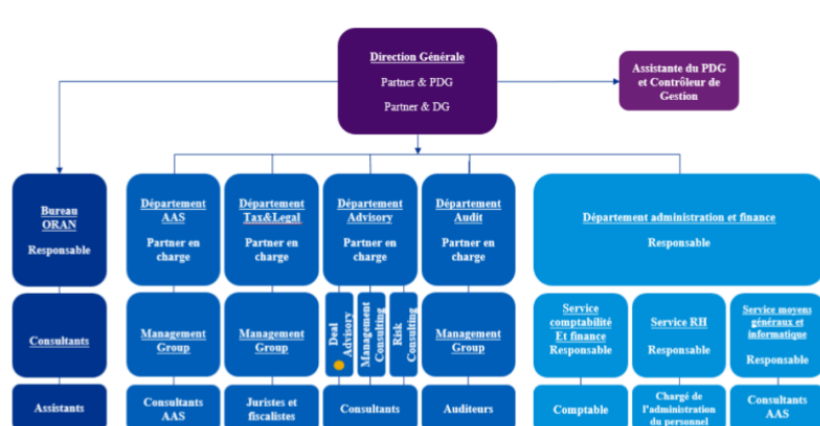 Direction Générale
Partner & PDG
Partner & DG
Assistante du PDG
et Contrôleur de
Gestion
Bureau
ORAN
Responsable
Département
AAS
Partner en
charge
Département
Tax&Legal
Partner en
charge
Département
Advisory
Partner en
charge
Département
Audit
Partner en
charge
Département administration et finance
Responsable
Consultants
Management
Group
Management
Group
Deal
Advisory
Management
Consulting
Risk
Consulting
Management
Group
Service
comptabilité
Et finance
Responsable
Service RH
Responsable
Service moyens
généraux et
informatique
Responsable
Assistants
Consultants
AAS
Juristes et
fiscalistes
Consultants
Auditeurs
Comptable
Chargé de
l'administration
du personnel
Consultants
AAS